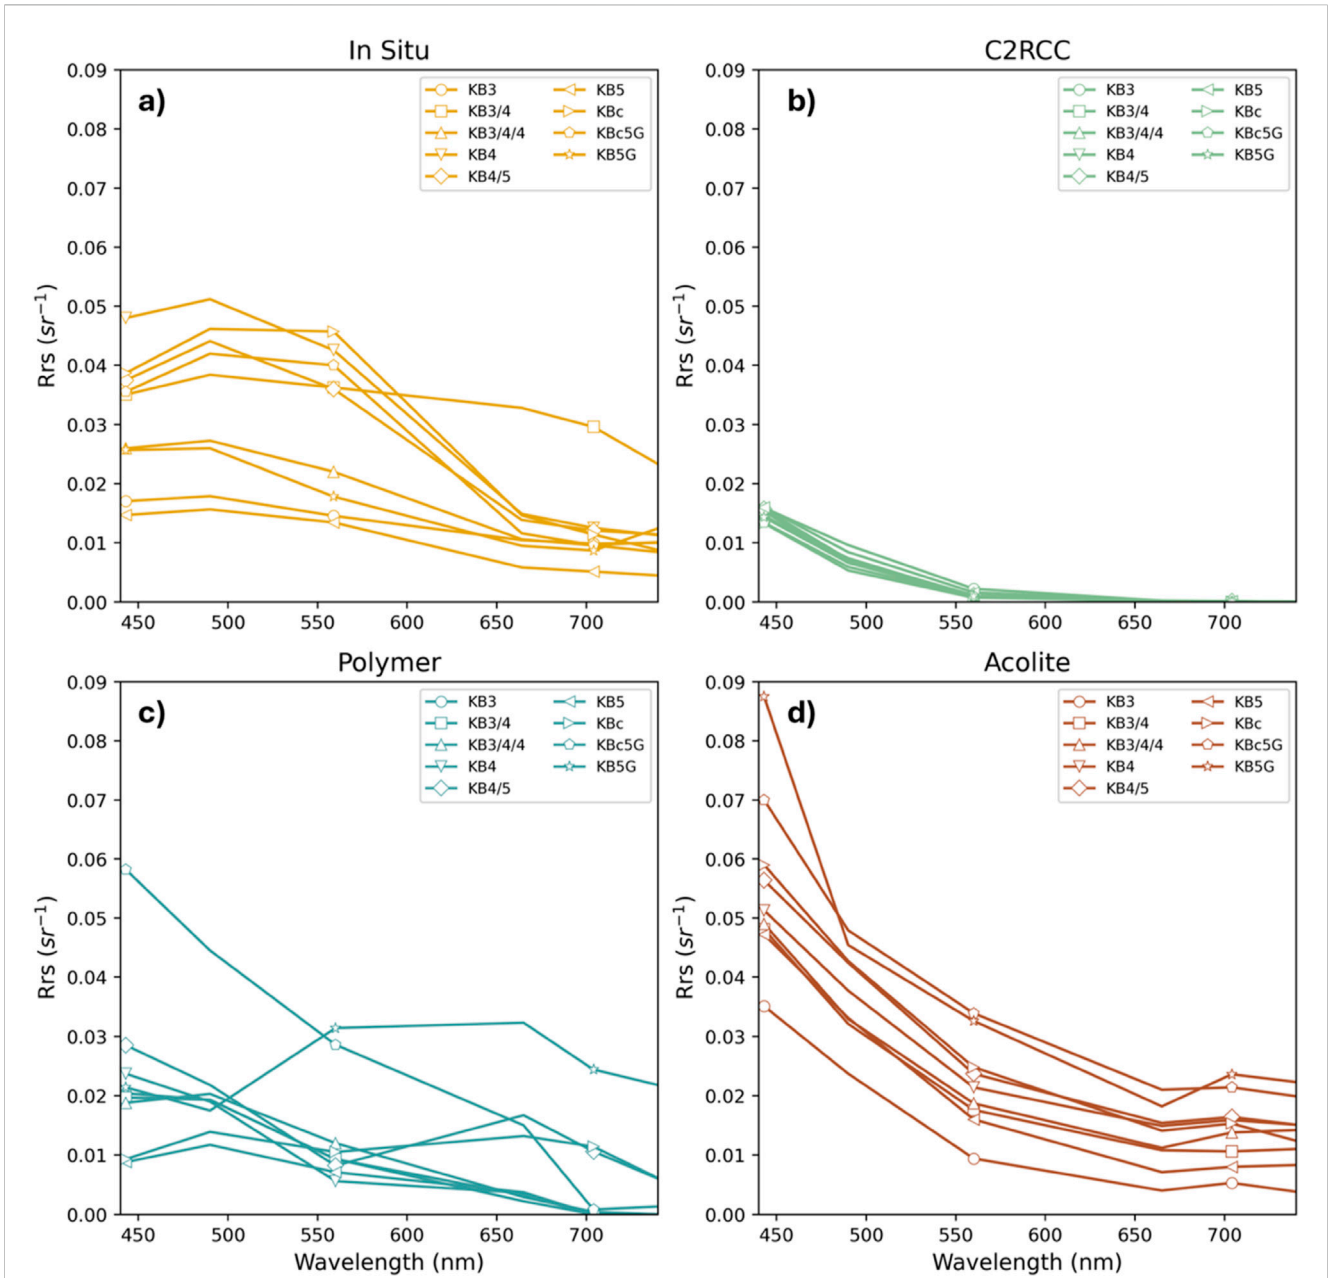 In Situ
a)
KB3
KB3/4
KB3/4/4
KB4
KB4/5
KB5
KBc
KBc5G
KB5G
0.09
0.08
0.07
0.06
0.05
0.04
0.03
0.02
0.01
0.00
Rrs (sr⁻¹)
450 500 550 600 650 700
C2RCC
b)
KB3
KB3/4
KB3/4/4
KB4
KB4/5
KB5
KBc
KBc5G
KB5G
0.09
0.08
0.07
0.06
0.05
0.04
0.03
0.02
0.01
0.00
Rrs (sr⁻¹)
450 500 550 600 650 700
Polymer
c)
KB3
KB3/4
KB3/4/4
KB4
KB4/5
KB5
KBc
KBc5G
KB5G
0.09
0.08
0.07
0.06
0.05
0.04
0.03
0.02
0.01
0.00
Rrs (sr⁻¹)
450 500 550 600 650 700
Wavelength (nm)
Acolite
d)
KB3
KB3/4
KB3/4/4
KB4
KB4/5
KB5
KBc
KBc5G
KB5G
0.09
0.08
0.07
0.06
0.05
0.04
0.03
0.02
0.01
0.00
Rrs (sr⁻¹)
450 500 550 600 650 700
Wavelength (nm)